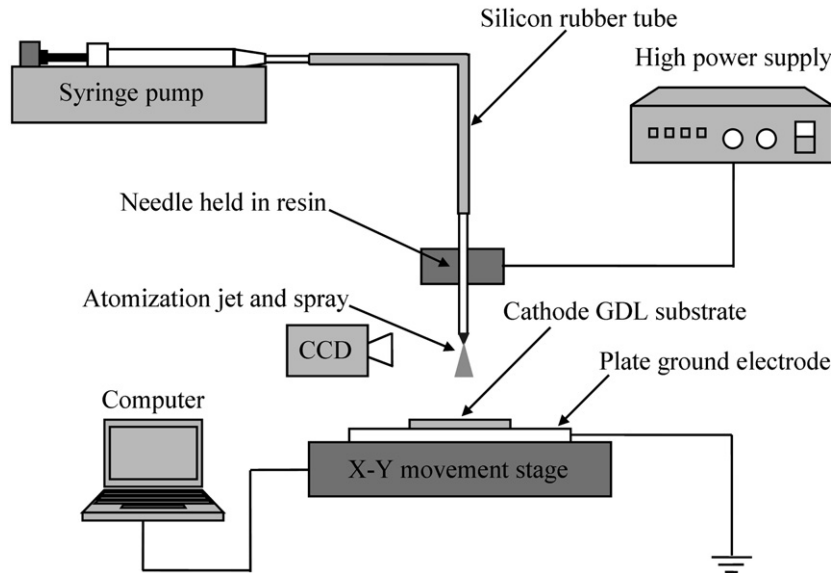 Silicon rubber tube
High power supply
Syringe pump
Needle held in resin
Atomization jet and spray
Cathode GDL substrate
CCD
Plate ground electrode
Computer
X-Y movement stage